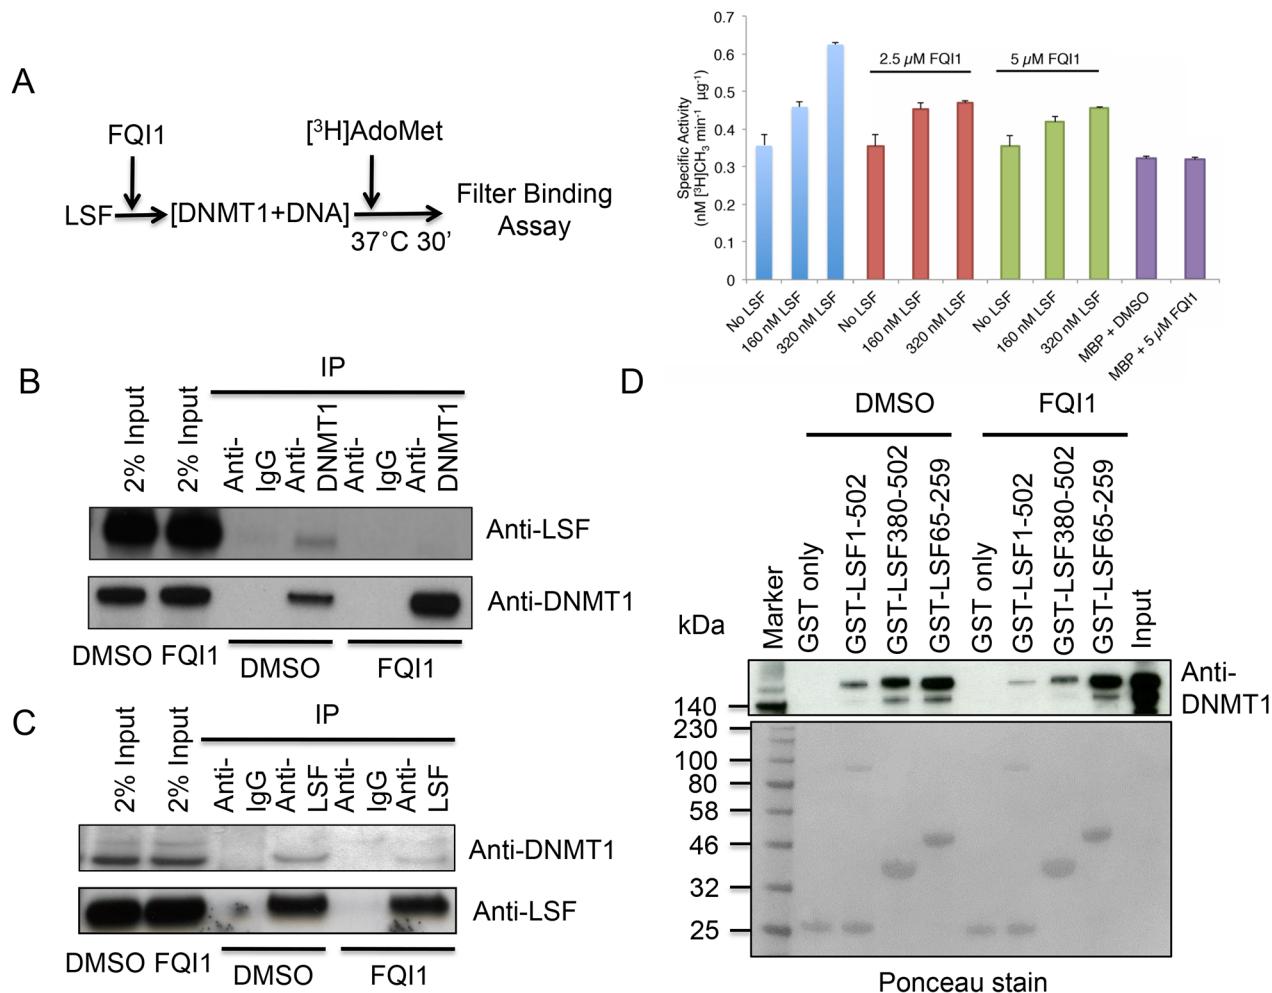 A
FQI1
[³H]AdoMet
LSF
[DNMT1+DNA]
37˚C 30’
Filter Binding
Assay
Specific Activity
(nM [³H]CH₃ min⁻¹ µg⁻¹)
0.7
0.6
0.5
0.4
0.3
0.2
0.1
0
2.5 µM FQI1
5 µM FQI1
No LSF
160 nM LSF
320 nM LSF
No LSF
160 nM LSF
320 nM LSF
No LSF
160 nM LSF
320 nM LSF
MBP + DMSO
MBP + 5 µM FQI1
B
IP
2% Input
2% Input
Anti-
IgG
Anti-
DNMT1
Anti-
IgG
Anti-
DNMT1
Anti-LSF
Anti-DNMT1
DMSO FQI1
DMSO
FQI1
C
IP
2% Input
2% Input
Anti-
IgG
Anti-
LSF
Anti-
IgG
Anti-
LSF
Anti-DNMT1
Anti-LSF
DMSO FQI1
DMSO
FQI1
D
DMSO
FQI1
kDa
Marker
GST only
GST-LSF1-502
GST-LSF380-502
GST-LSF65-259
GST only
GST-LSF1-502
GST-LSF380-502
GST-LSF65-259
Input
Anti-
DNMT1
140
230
100
80
58
46
32
25
Ponceau stain